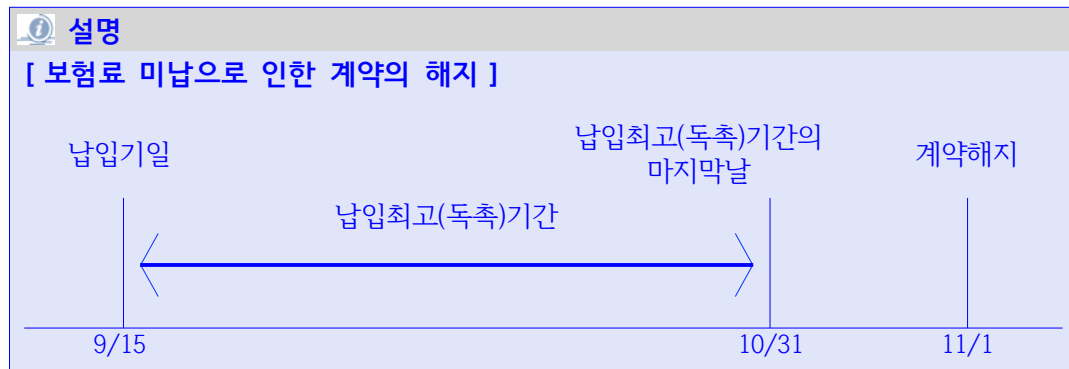 설명
[ 보험료 미납으로 인한 계약의 해지 ]
납입기일
납입최고(독촉)기간의
마지막날
계약해지
납입최고(독촉)기간
9/15
10/31
11/1